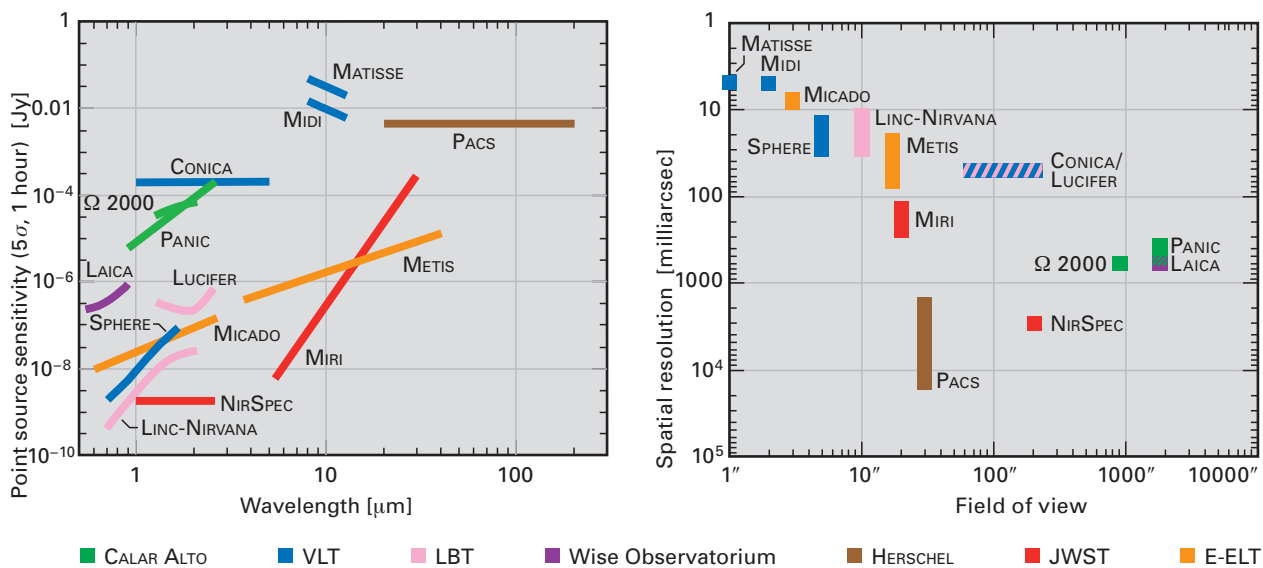 Point source sensitivity (5σ, 1 hour) [Jy]
1
0.01
10⁻⁴
10⁻⁶
10⁻⁸
10⁻¹⁰
MATISSE
MIDI
PACS
CONICA
Ω 2000
PANIC
LAICA
LUCIFER
METIS
SPHERE
MICADO
MIRI
NIRSPEC
LINC-NIRVANA
1
10
100
Wavelength [μm]
Spatial resolution [milliarcsec]
1
10
100
1000
10⁴
10⁵
MATISSE
MIDI
MICADO
LINC-NIRVANA
SPHERE
METIS
CONICA/
LUCIFER
MIRI
PANIC
Ω 2000
LAICA
NIRSPEC
PACS
1″
10″
100″
1000″
10000″
Field of view
CALAR ALTO
VLT
LBT
Wise Observatorium
HERSCHEL
JWST
E-ELT